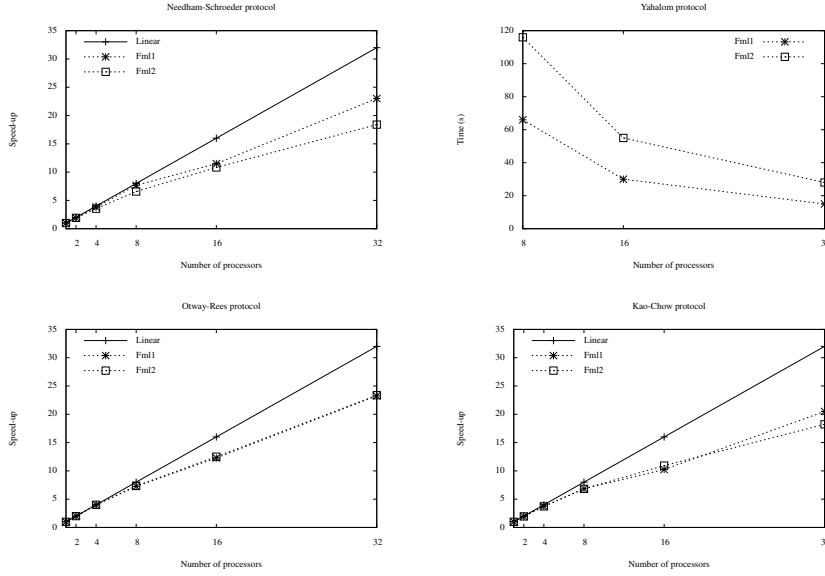 Needham-Schroeder protocol
35
30
25
20
15
10
5
0
Speed-up
Linear
Fml1
Fml2
2 4 8 16 32
Number of processors
Yahalom protocol
120
100
80
60
40
20
0
Time (s)
Fml1
Fml2
8 16 3
Number of processors
Otway-Rees protocol
35
30
25
20
15
10
5
0
Speed-up
Linear
Fml1
Fml2
2 4 8 16 32
Number of processors
Kao-Chow protocol
35
30
25
20
15
10
5
0
Speed-up
Linear
Fml1
Fml2
2 4 8 16 3
Number of processors